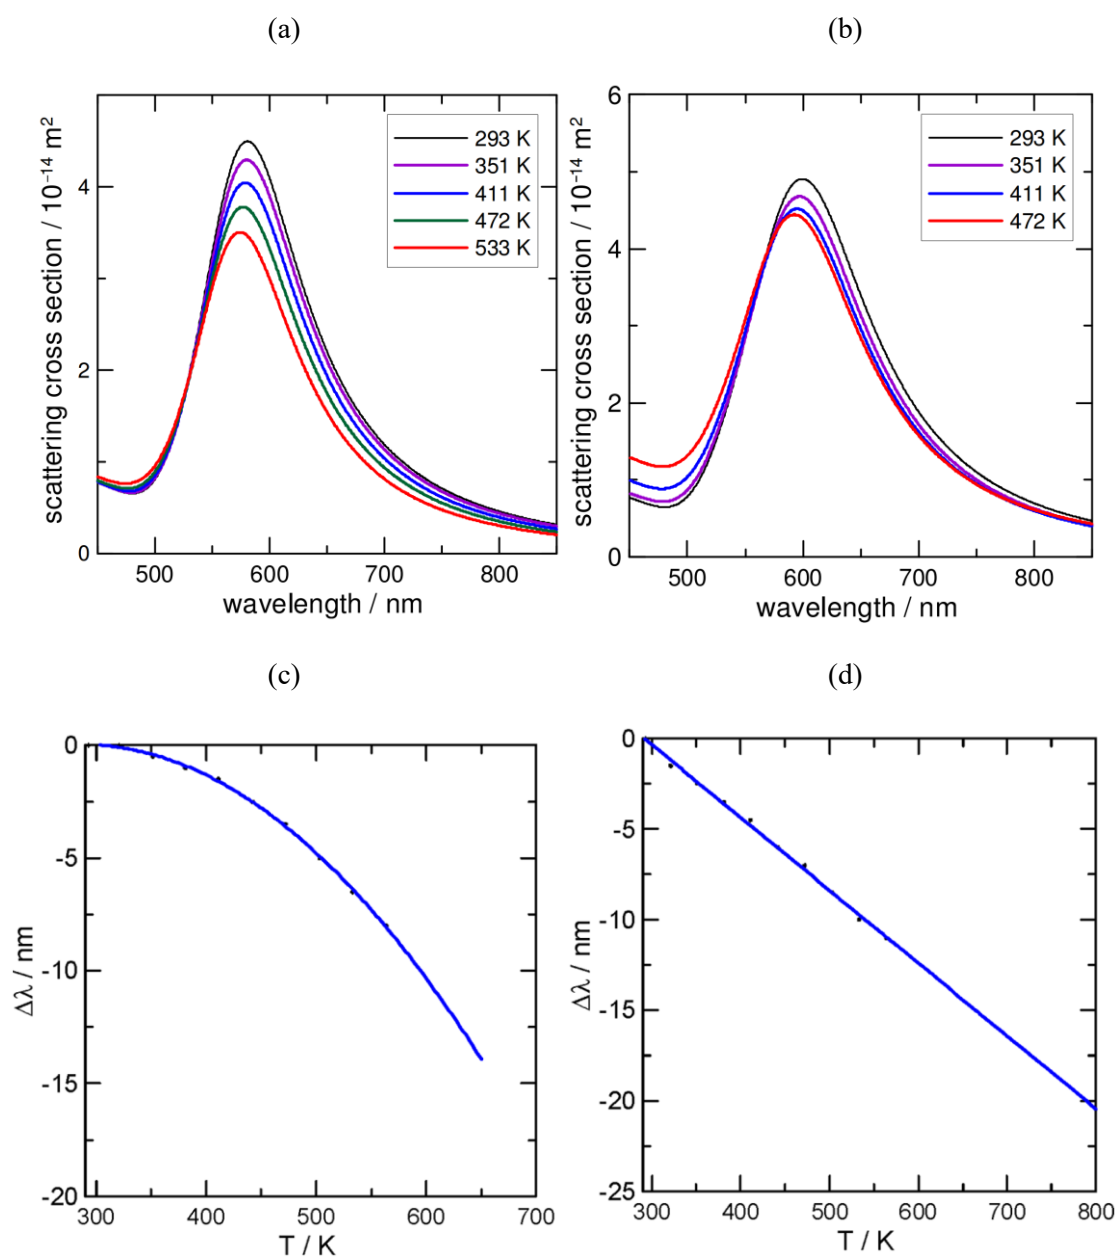 (a)
scattering cross section / 10⁻¹⁴ m²
4
2
0
293 K
351 K
411 K
472 K
533 K
500 600 700 800
wavelength / nm
(b)
scattering cross section / 10⁻¹⁴ m²
6
4
2
0
293 K
351 K
411 K
472 K
500 600 700 800
wavelength / nm
(c)
Δλ / nm
0
-5
-10
-15
-20
300 400 500 600 700
T / K
(d)
Δλ / nm
0
-5
-10
-15
-20
-25
300 400 500 600 700 800
T / K